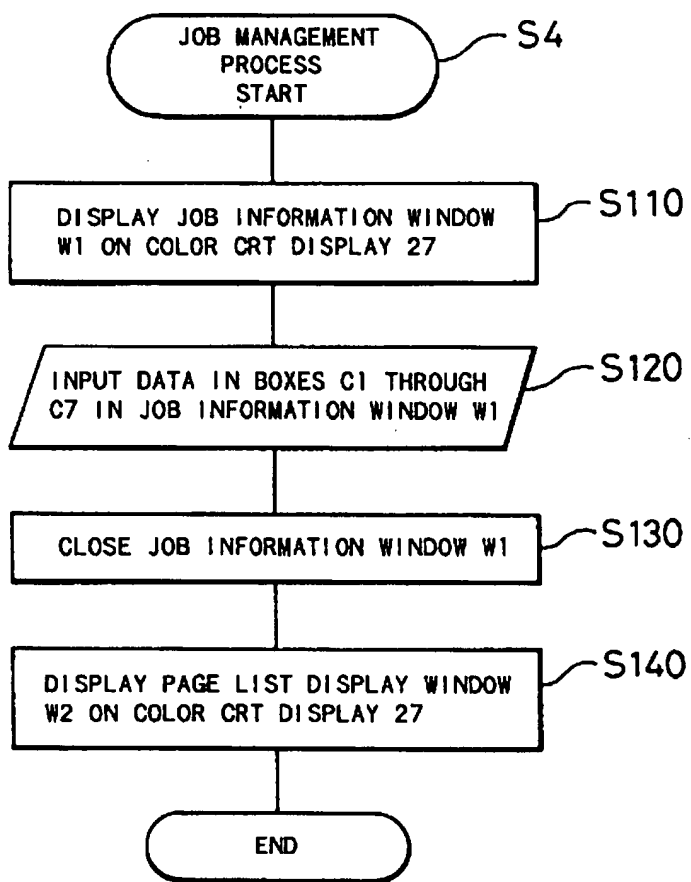 JOB MANAGEMENT
PROCESS
START
S4
DISPLAY JOB INFORMATION WINDOW
W1 ON COLOR CRT DISPLAY 27
S110
INPUT DATA IN BOXES C1 THROUGH
C7 IN JOB INFORMATION WINDOW W1
S120
CLOSE JOB INFORMATION WINDOW W1
S130
DISPLAY PAGE LIST DISPLAY WINDOW
W2 ON COLOR CRT DISPLAY 27
S140
END